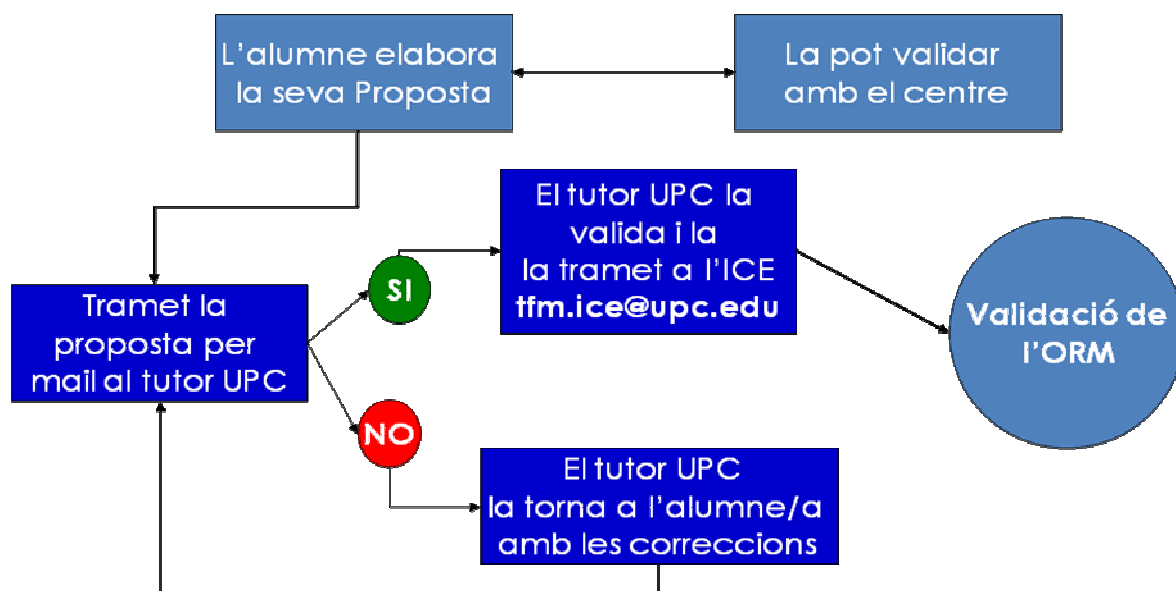 L'alumne elabora
la seva Proposta
La pot validar
amb el centre
El tutor UPC la
valida i la
la tramet a l'ICE
tfm.ice@upc.edu
Tramet la
proposta per
mail al tutor UPC
SI
Validació de
l'ORM
NO
El tutor UPC
la torna a l'alumne/a
amb les correccions